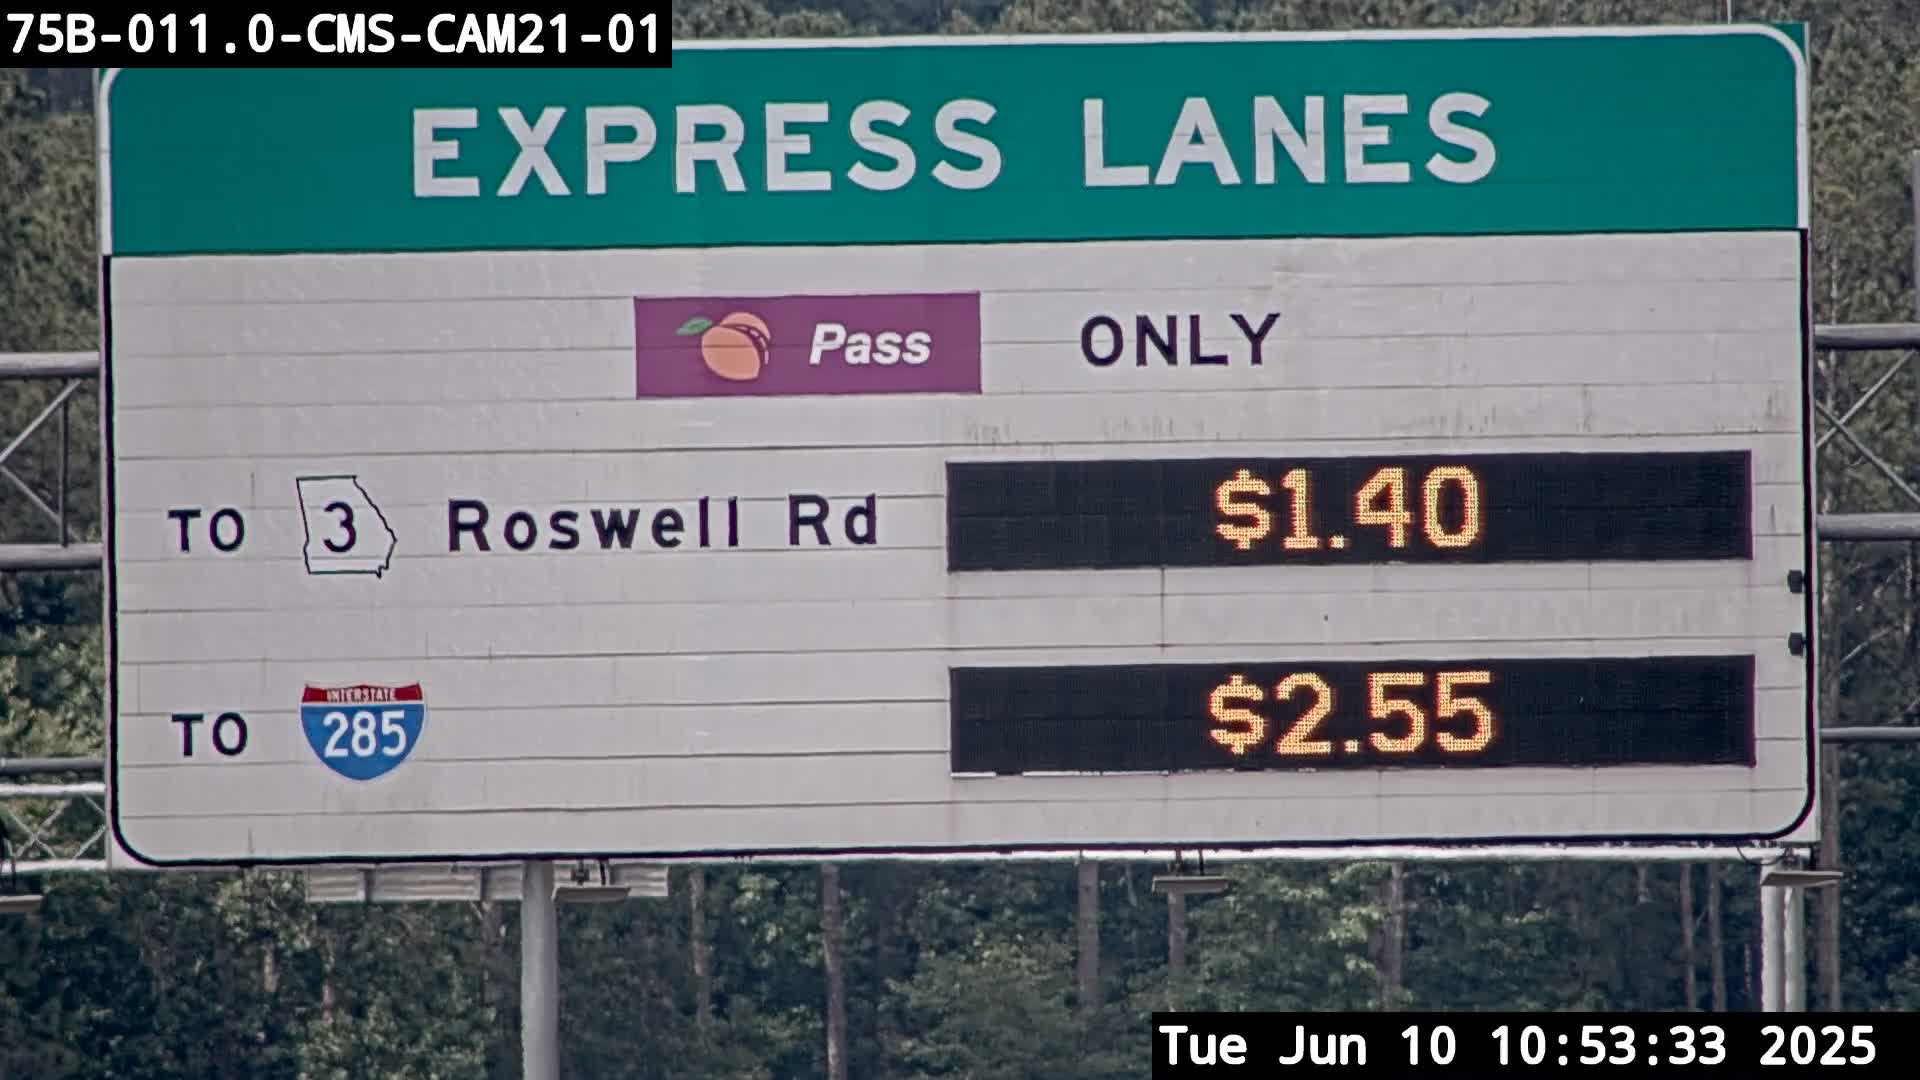 75B-011.0-CMS-CAM21-01
EXPRESS LANES
Pass ONLY
TO 3 Roswell Rd $1.40
INTERSTATE
TO 285 $2.55
Tue Jun 10 10:53:33 2025